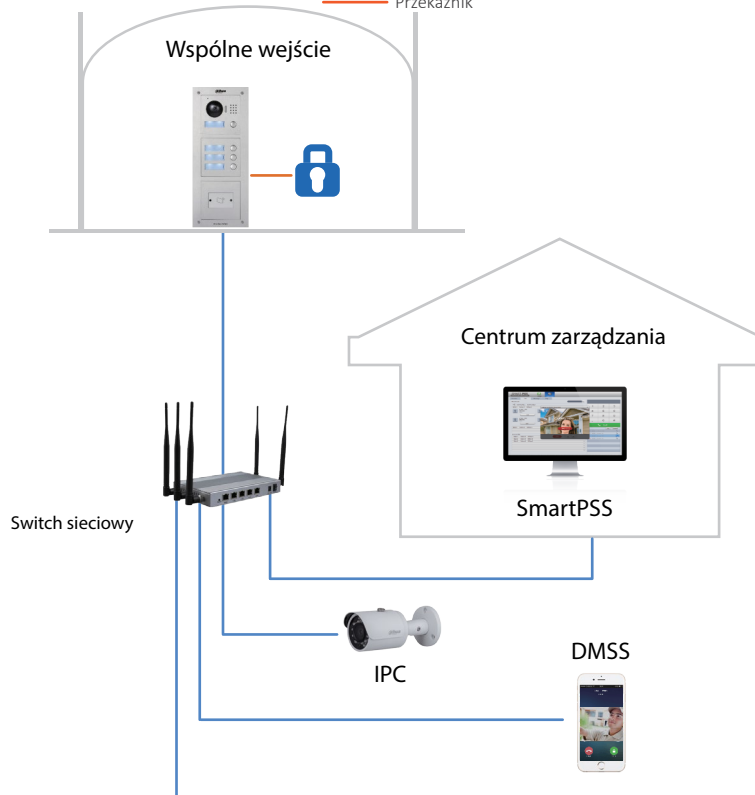 Przekaźnik
Wspólne wejście
Centrum zarządzania
SmartPSS
Switch sieciowy
IPC
DMSS